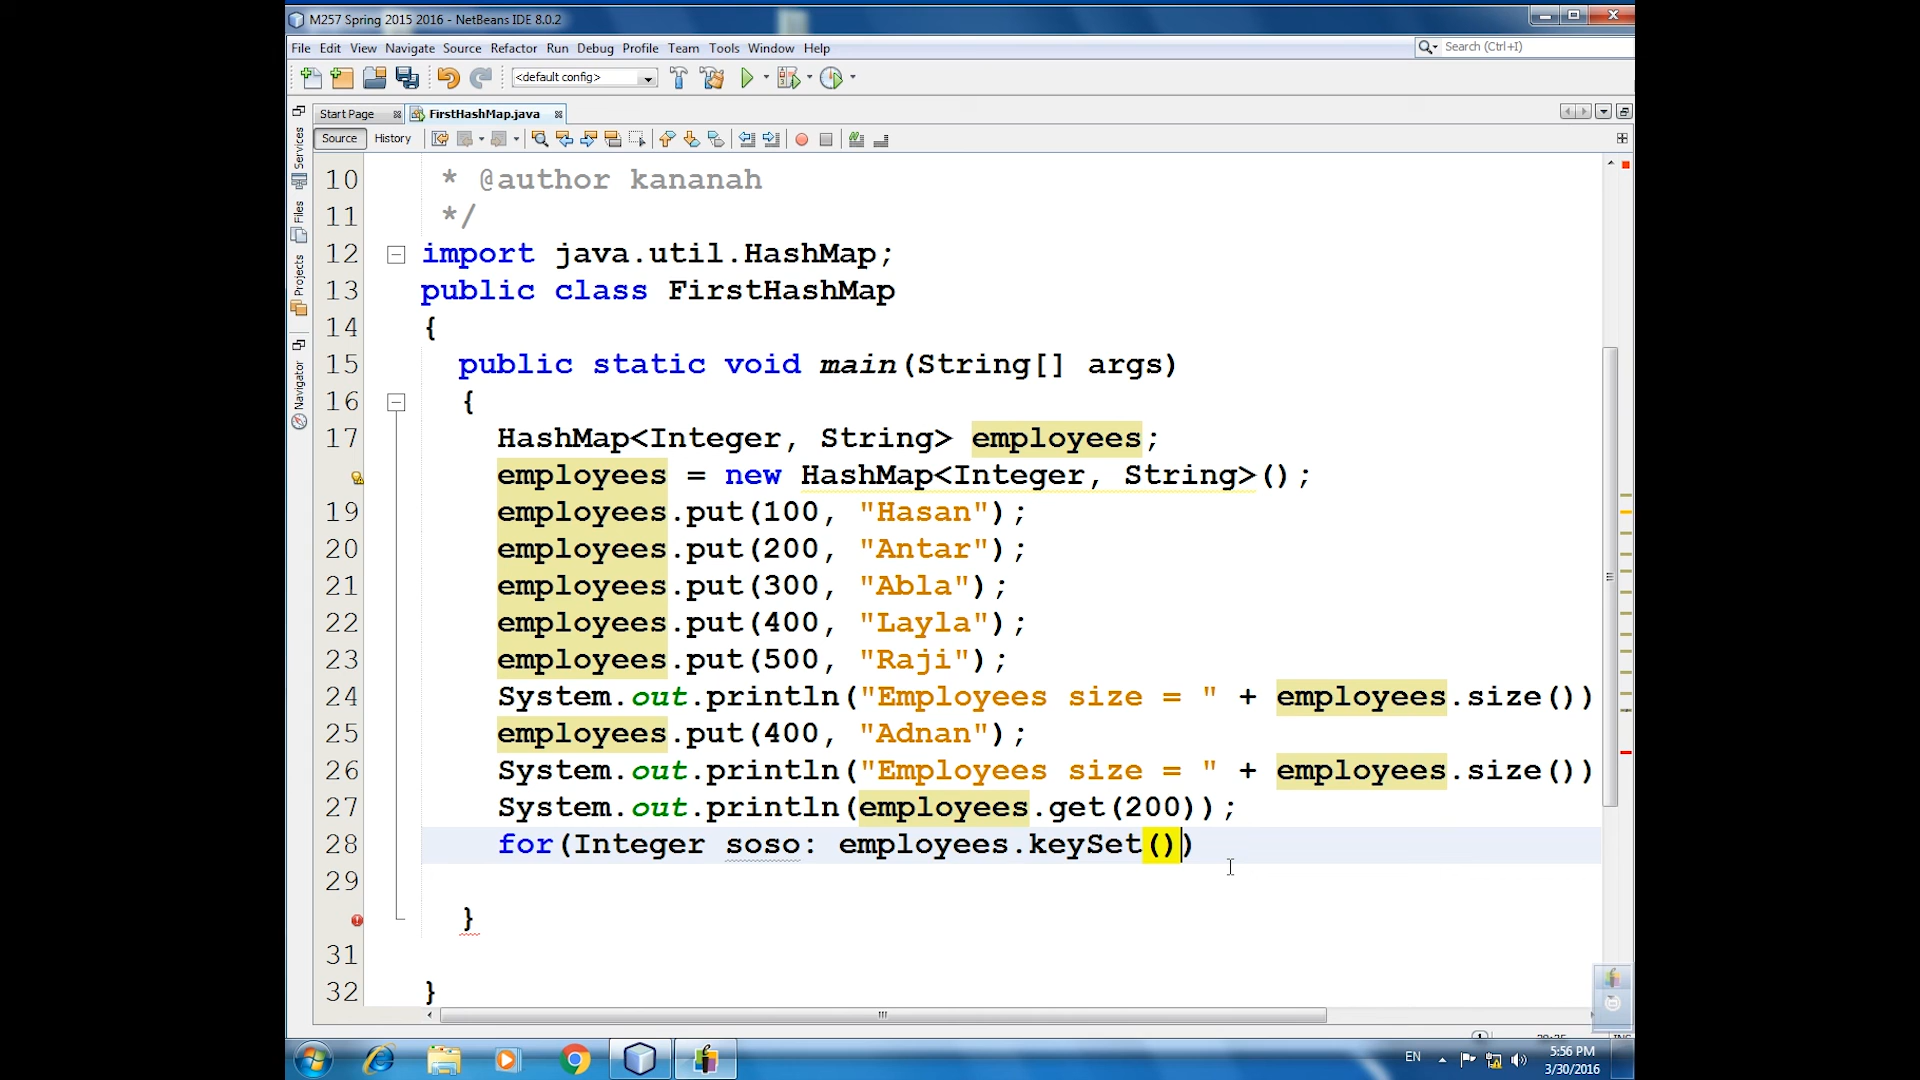 M257 Spring 2015 2016 - NetBeans IDE 8.0.2
File Edit View Navigate Source Refactor Run Debug Profile Team Tools Window Help
Search (Ctrl+I)
<default config>
Start Page
FirstHashMap.java
Source History
Services
Files
Projects
Navigator
10 * @author kananah
11 */
12 import java.util.HashMap;
13 public class FirstHashMap
14 {
15 public static void main(String[] args)
16 {
17 HashMap<Integer, String> employees;
employees = new HashMap<Integer, String>();
19 employees.put(100, "Hasan");
20 employees.put(200, "Antar");
21 employees.put(300, "Abla");
22 employees.put(400, "Layla");
23 employees.put(500, "Raji");
24 System.out.println("Employees size = " + employees.size())
25 employees.put(400, "Adnan");
26 System.out.println("Employees size = " + employees.size())
27 System.out.println(employees.get(200));
28 for(Integer soso: employees.keySet())
29
}
31
32 }
EN
5:56 PM
3/30/2016